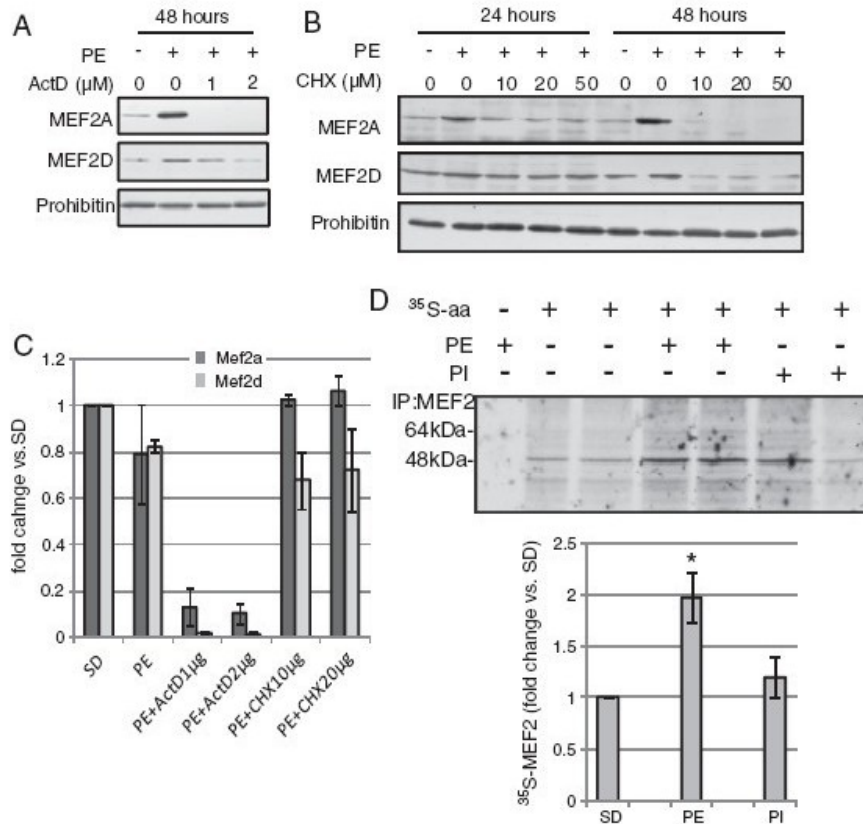 A
48 hours
PE - + + +
ActD (µM) 0 0 1 2
MEF2A
MEF2D
Prohibitin
B
24 hours 48 hours
PE - + + + + - + + + +
CHX (µM) 0 0 10 20 50 0 0 10 20 50
MEF2A
MEF2D
Prohibitin
C
Mef2a
Mef2d
fold cahnge vs.SD
1.2
1
0.8
0.6
0.4
0.2
0
SD PE PE+ActD1µg PE+ActD2µg PE+CHX10µg PE+CHX20µg
D
35S-aa - + + + + + +
PE + - - + + - -
PI - - - - - + +
IP:MEF2
64kDa-
48kDa-
35S-MEF2 (fold change vs. SD)
2.5
2
1.5
1
0.5
0
*
SD PE PI